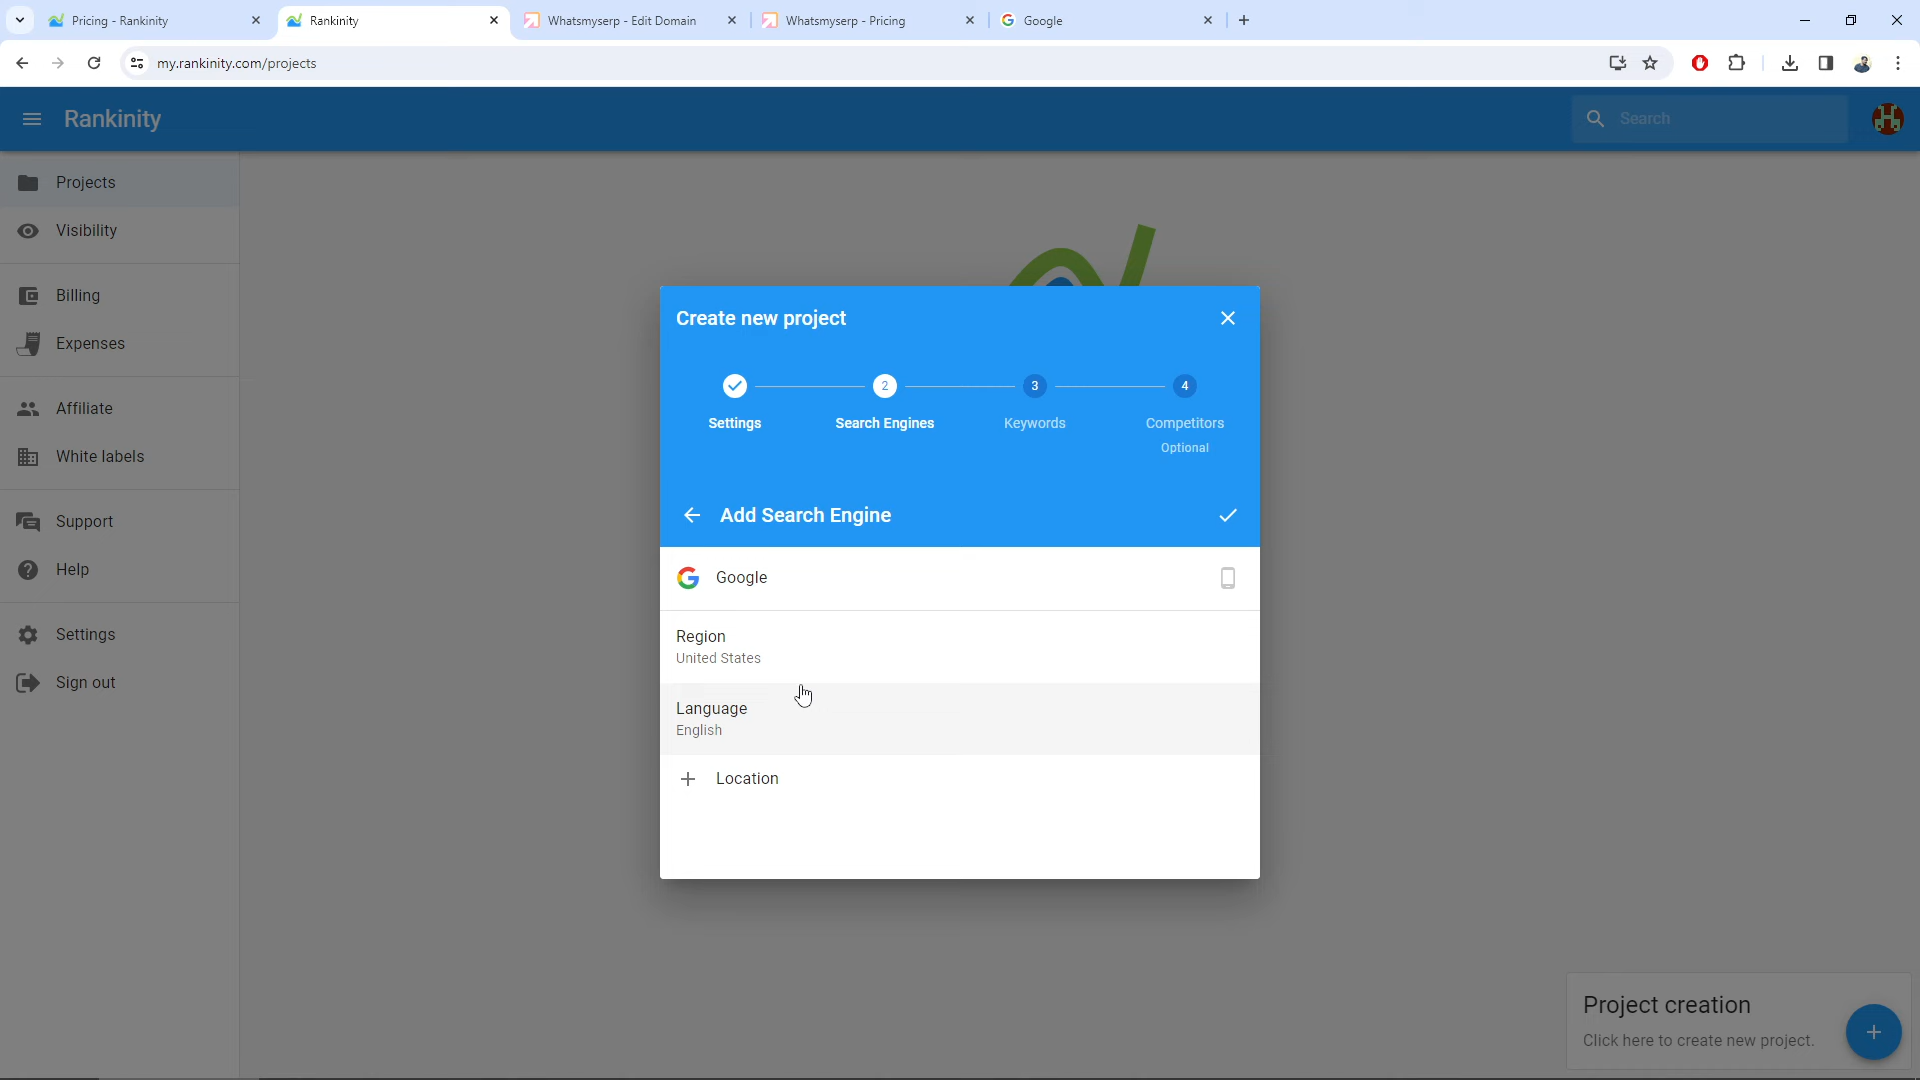 Pricing - Rankinity
Rankinity
Whatsmyserp - Edit Domain
Whatsmyserp - Pricing
Google
my.rankinity.com/projects
Rankinity
Search
Projects
Visibility
Billing
Expenses
Affiliate
White labels
Support
Help
Settings
Sign out
Create new project
2
3
4
Settings
Search Engines
Keywords
Competitors
Optional
Add Search Engine
Google
Region
United States
Language
English
Location
Project creation
Click here to create new project.